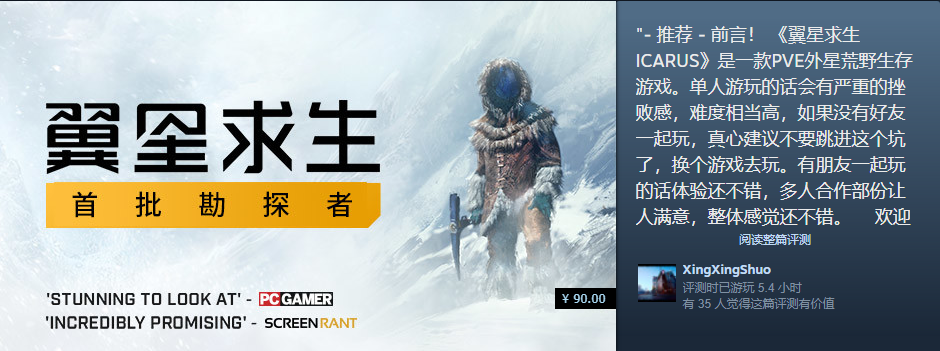 翼星求生
首批勘探者
'STUNNING TO LOOK AT' - PC GAMER
'INCREDIBLY PROMISING' - SCREENRANT
¥ 90.00
"- 推荐 - 前言！ 《翼星求生
ICARUS》是一款PVE外星荒野生存
游戏。单人游玩的话会有严重的挫
败感，难度相当高，如果没有好友
一起玩，真心建议不要跳进这个坑
了，换个游戏去玩。有朋友一起玩
的话体验还不错，多人合作部份让
人满意，整体感觉还不错。 欢迎
阅读整篇评测
XingXingShuo
评测时已游玩 5.4 小时
有 35 人觉得这篇评测有价值